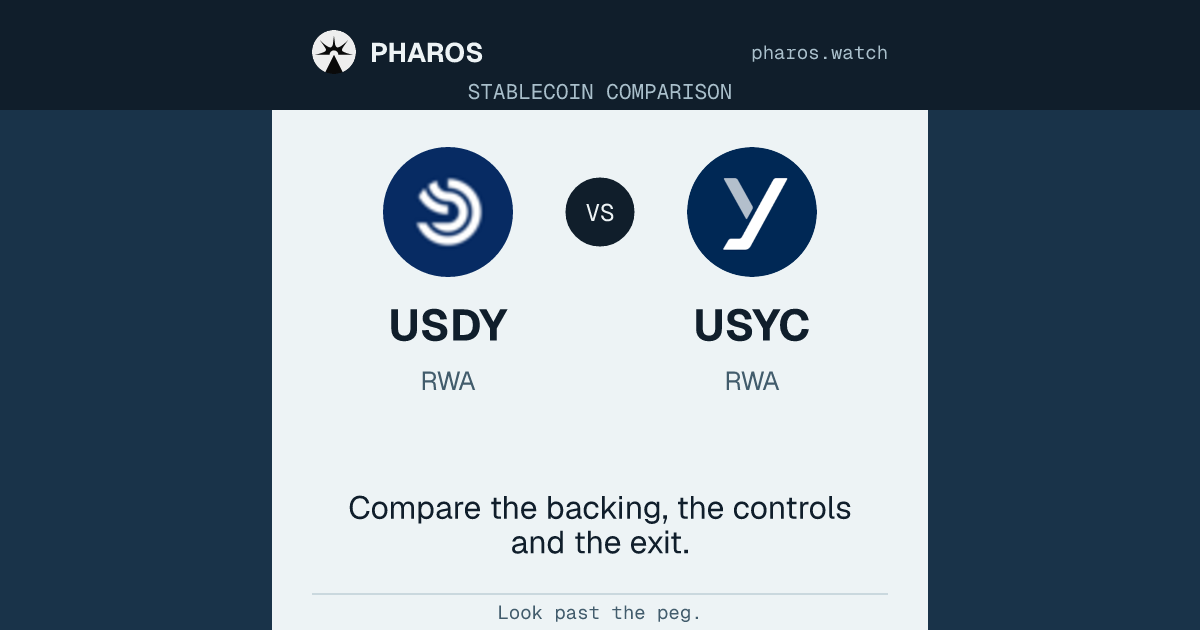 PHAROS
pharos.watch
STABLECOIN COMPARISON
VS
USDY
USYC
RWA
RWA
Compare the backing, the controls
and the exit.
Look past the peg.